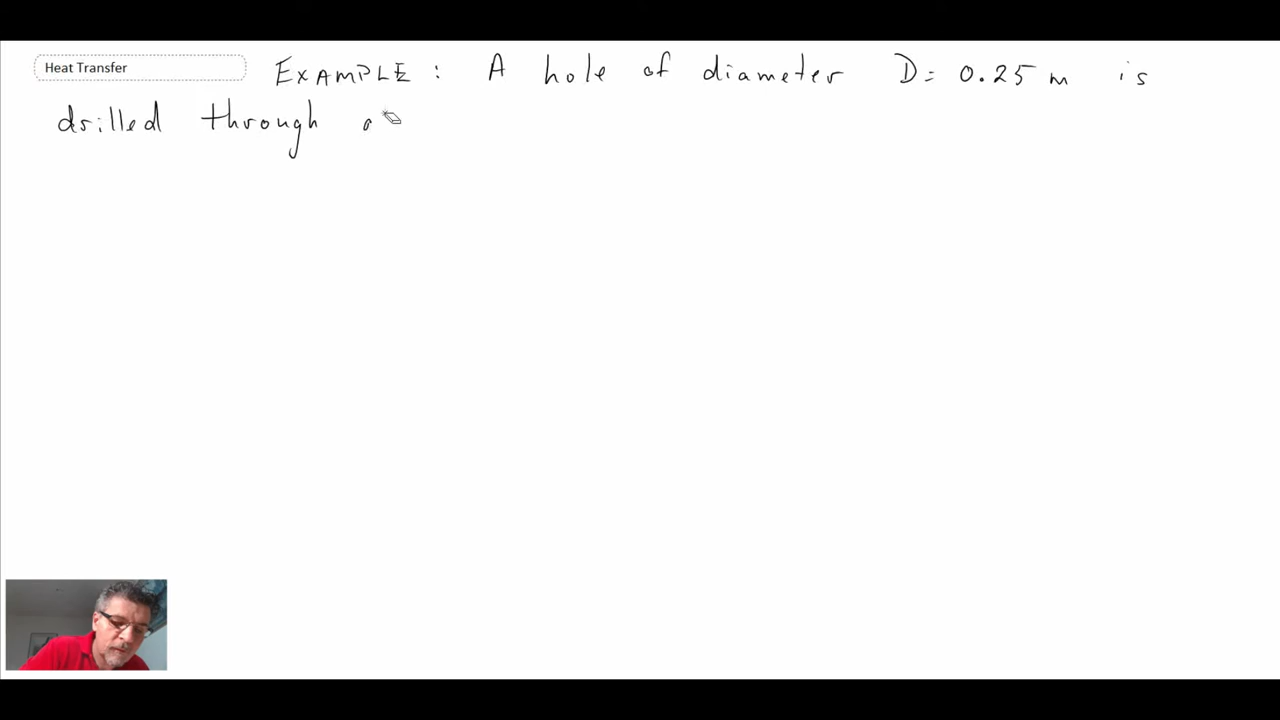 Heat Transfer
EXAMPLE : A hole of diameter D= 0.25 m is
drilled through a